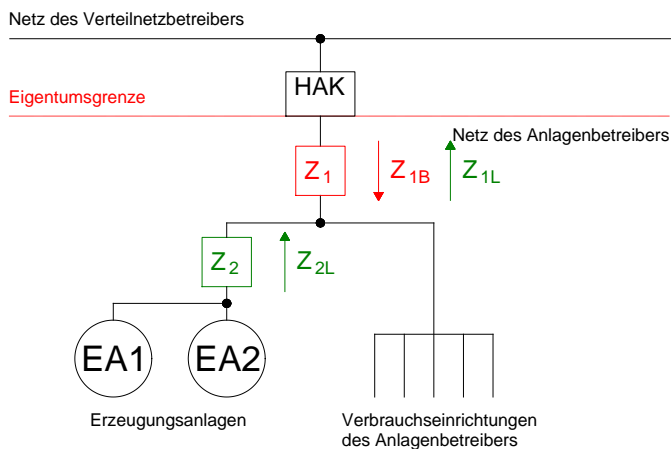 Netz des Verteilnetzbetreibers
HAK
Eigentumsgrenze
Netz des Anlagenbetreibers
Z1
Z1B
Z1L
Z2
Z2L
EA1
EA2
Erzeugungsanlagen
Verbrauchseinrichtungen
des Anlagenbetreibers